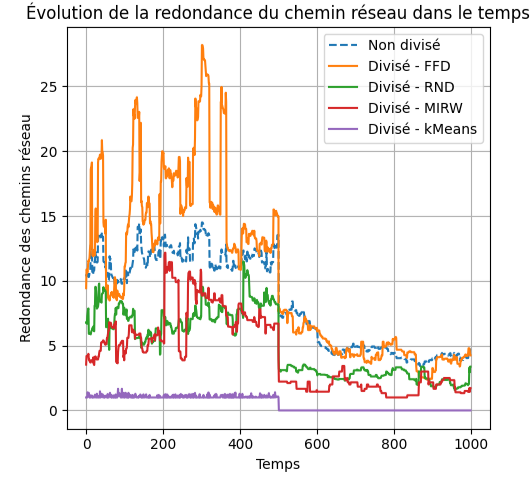 Évolution de la redondance du chemin réseau dans le temps
Non divisé
Divisé - FFD
Divisé - RND
Divisé - MIRW
Divisé - kMeans
Redondance des chemins réseau
25
20
15
10
5
0
0 200 400 600 800 1000
Temps